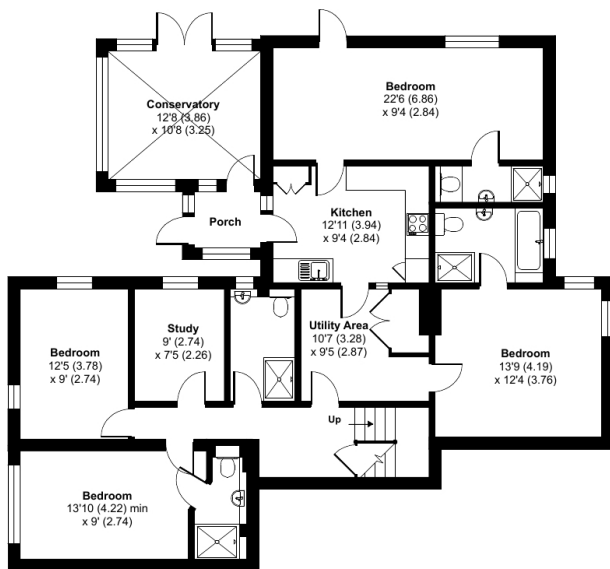 Conservatory
12'8 (3.86)
x 10'8 (3.25)
Bedroom
22'6 (6.86)
x 9'4 (2.84)
Porch
Kitchen
12'11 (3.94)
x 9'4 (2.84)
Bedroom
12'5 (3.78)
x 9' (2.74)
Study
9' (2.74)
x 7'5 (2.26)
Utility Area
10'7 (3.28)
x 9'5 (2.87)
Bedroom
13'9 (4.19)
x 12'4 (3.76)
Up
Bedroom
13'10 (4.22) min
x 9' (2.74)